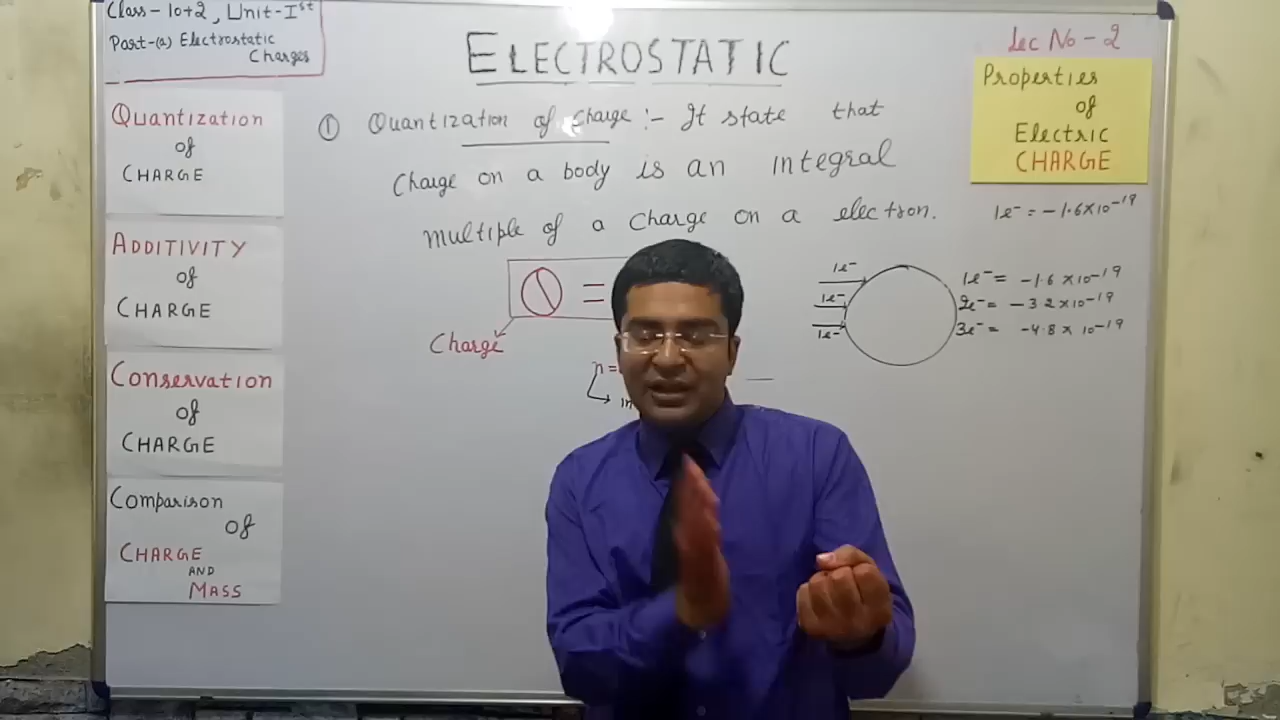 Class-10+2, Unit-Ist
Part-(a) Electrostatic
Charges
ELECTROSTATIC
Lec No-2
Properties
of
Electric
CHARGE
Quantization
of
CHARGE
ADDITIVITY
of
CHARGE
Conservation
of
CHARGE
Comparison
of
CHARGE
AND
MASS
① Quantization of charge:- It state that
Charge on a body is an integral
multiple of a charge on a electron.
1e⁻ = -1.6×10⁻¹⁹
Q =
Charge
n=
1e⁻
1e⁻
1e⁻
1e⁻= -1.6 ×10⁻¹⁹
2e⁻= -3.2×10⁻¹⁹
3e⁻= -4.8× 10⁻¹⁹